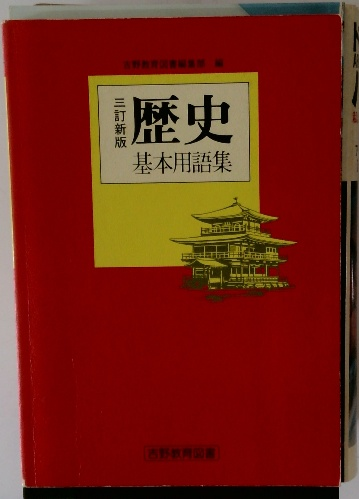 吉野教育図書編集部 編
三訂新版
歴史
基本用語集
吉野教育図書